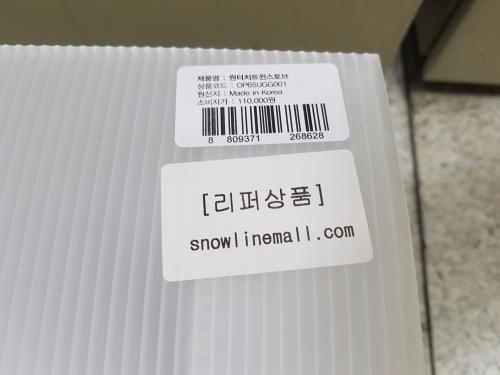 제품명 : 원터치트윈스토브
상품코드 : OP65UGG001
원산지 : Made in Korea
소비자가 : 110,000원
8 809371 268628
[리퍼상품]
snowlinemall.com